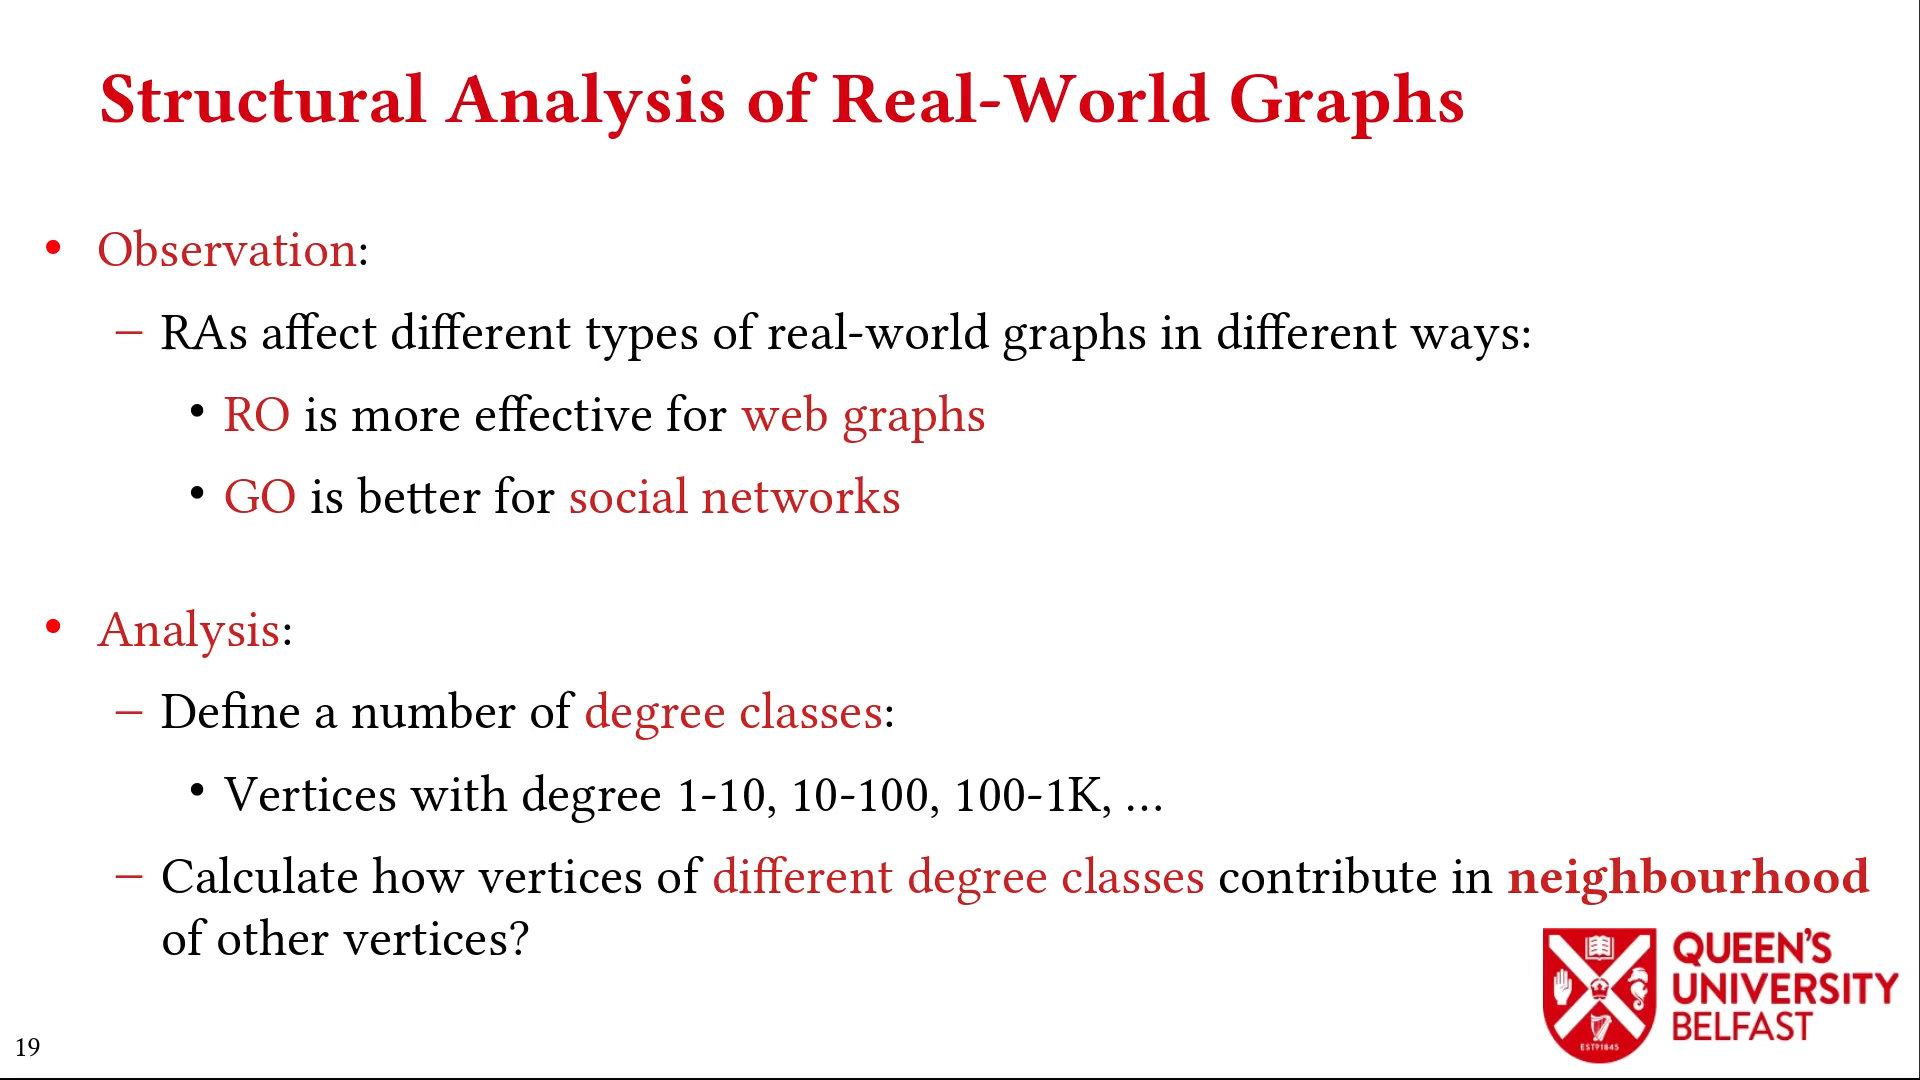 Structural Analysis of Real-World Graphs
• Observation:
– RAs affect different types of real-world graphs in different ways:
• RO is more effective for web graphs
• GO is better for social networks
• Analysis:
– Define a number of degree classes:
• Vertices with degree 1-10, 10-100, 100-1K, ...
– Calculate how vertices of different degree classes contribute in neighbourhood
of other vertices?
QUEEN'S
UNIVERSITY
BELFAST
ESTD1845
19